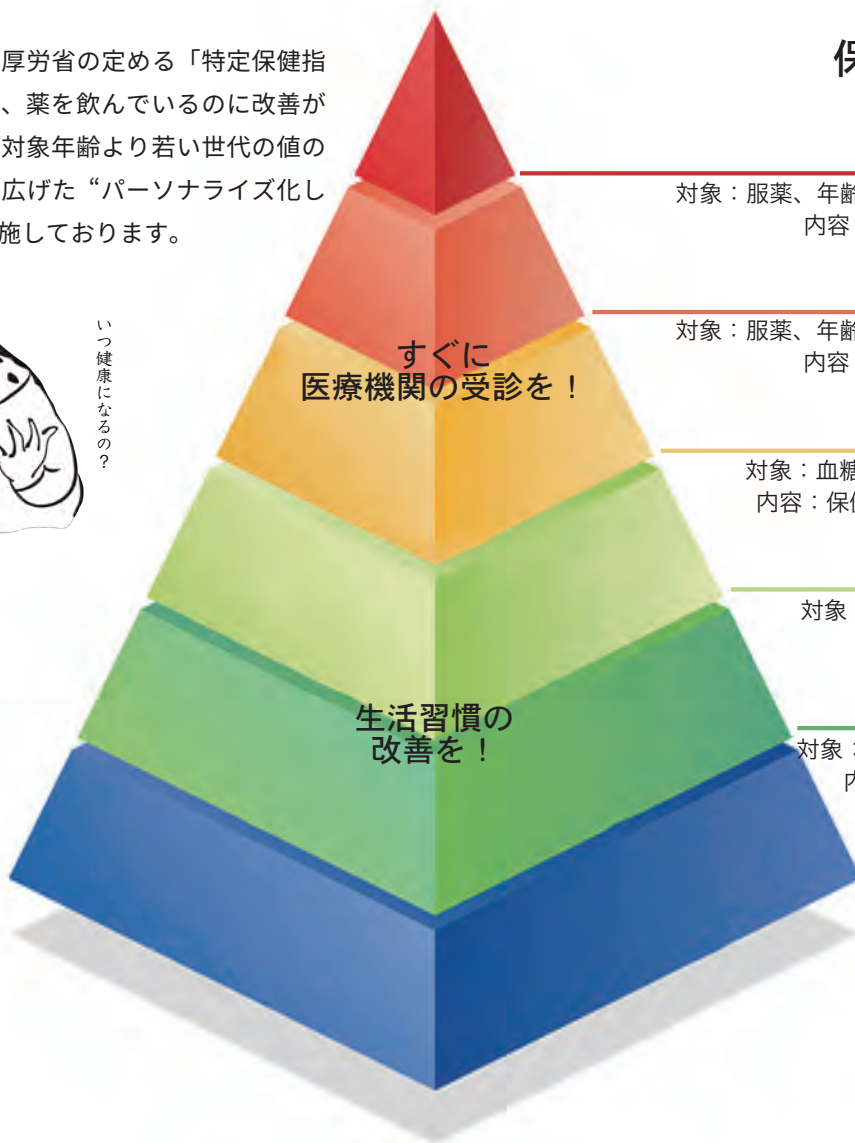 厚労省の定める「特定保健指
、薬を飲んでいるのに改善が
対象年齢より若い世代の値の
広げた“パーソナライズ化し
施しております。
いつ健康になるの？
すぐに
医療機関の受診を！
生活習慣の
改善を！
保
対象：服薬、年齢
内容
対象：服薬、年齢
内容
対象：血糖
内容：保
対象
対象：
内